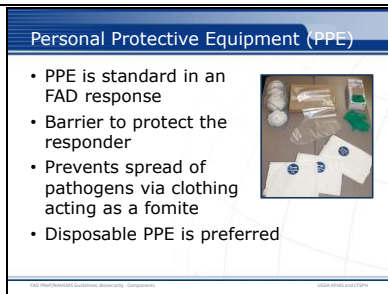 Personal Protective Equipment (PPE)
• PPE is standard in an
FAD response
• Barrier to protect the
responder
• Prevents spread of
pathogens via clothing
acting as a fomite
• Disposable PPE is preferred
FAD PReP/NAHEMS Guidelines: Biosecurity - Components
USDA APHIS and CFSPH